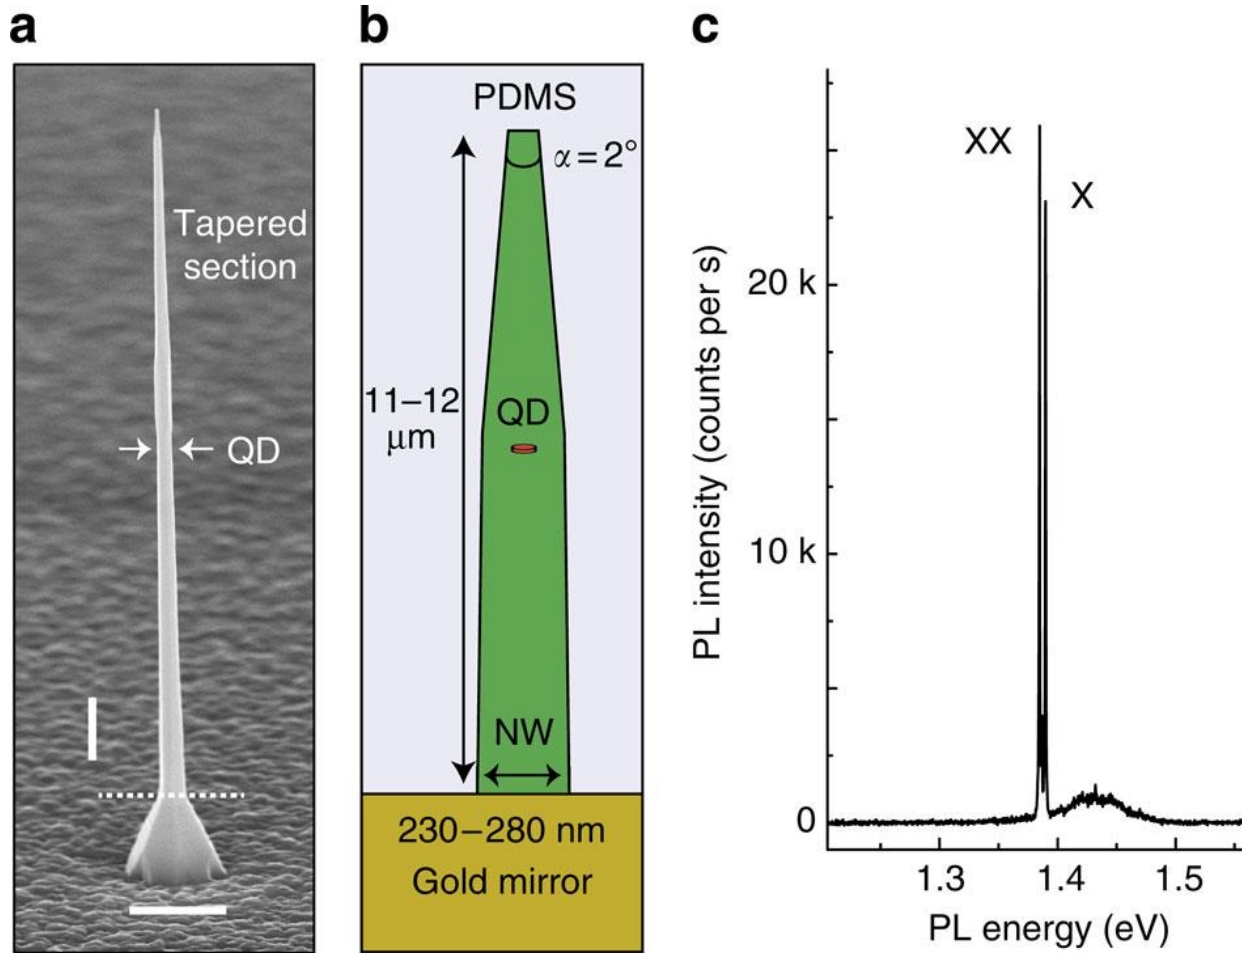 a
Tapered
section
QD
b
PDMS
α = 2°
11–12
μm
QD
NW
230–280 nm
Gold mirror
c
XX
X
PL intensity (counts per s)
20 k
10 k
0
1.3 1.4 1.5
PL energy (eV)